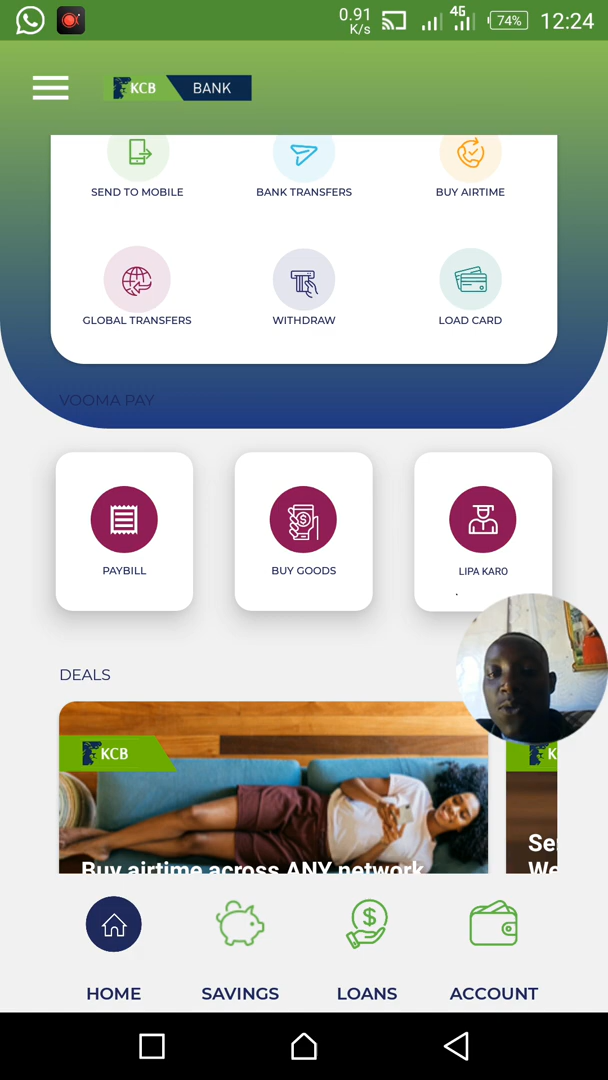 0.91 K/s 4G 74% 12:24
KCB BANK
SEND TO MOBILE BANK TRANSFERS BUY AIRTIME
GLOBAL TRANSFERS WITHDRAW LOAD CARD
VOOMA PAY
PAYBILL BUY GOODS LIPA KARO
DEALS
KCB
Buy airtime across ANY network
HOME SAVINGS LOANS ACCOUNT